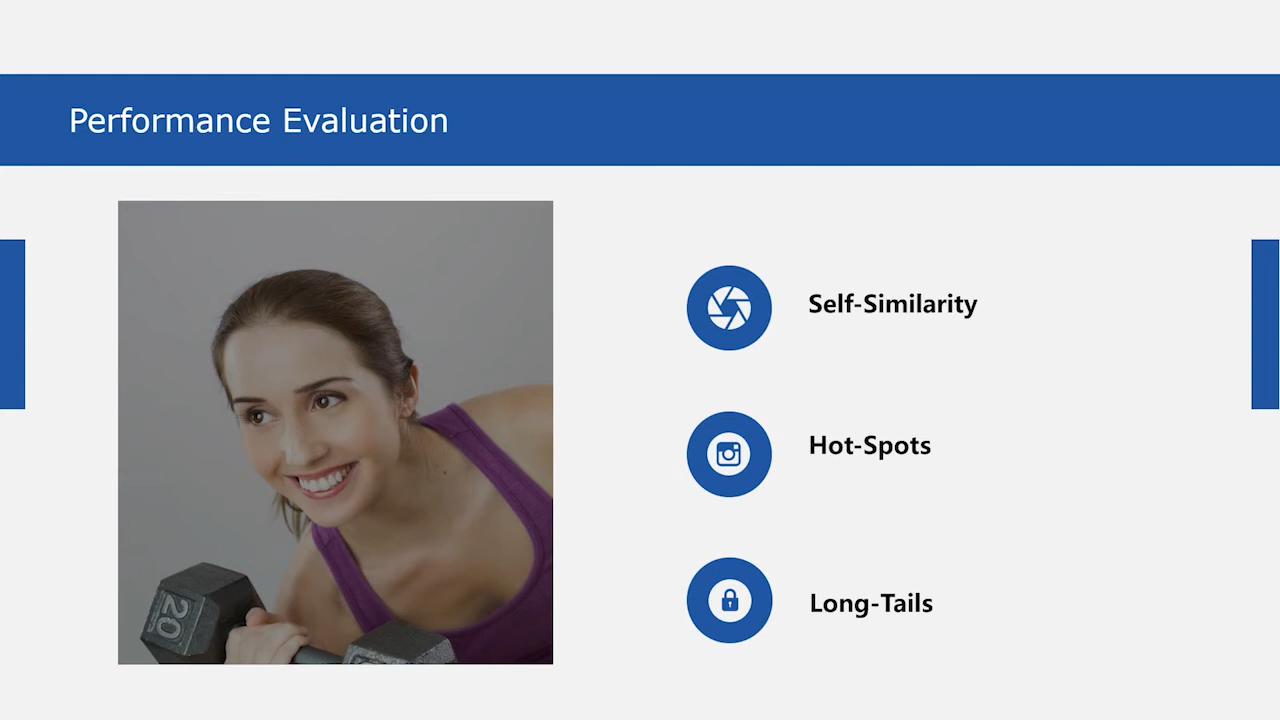 Performance Evaluation
Self-Similarity
Hot-Spots
Long-Tails
20